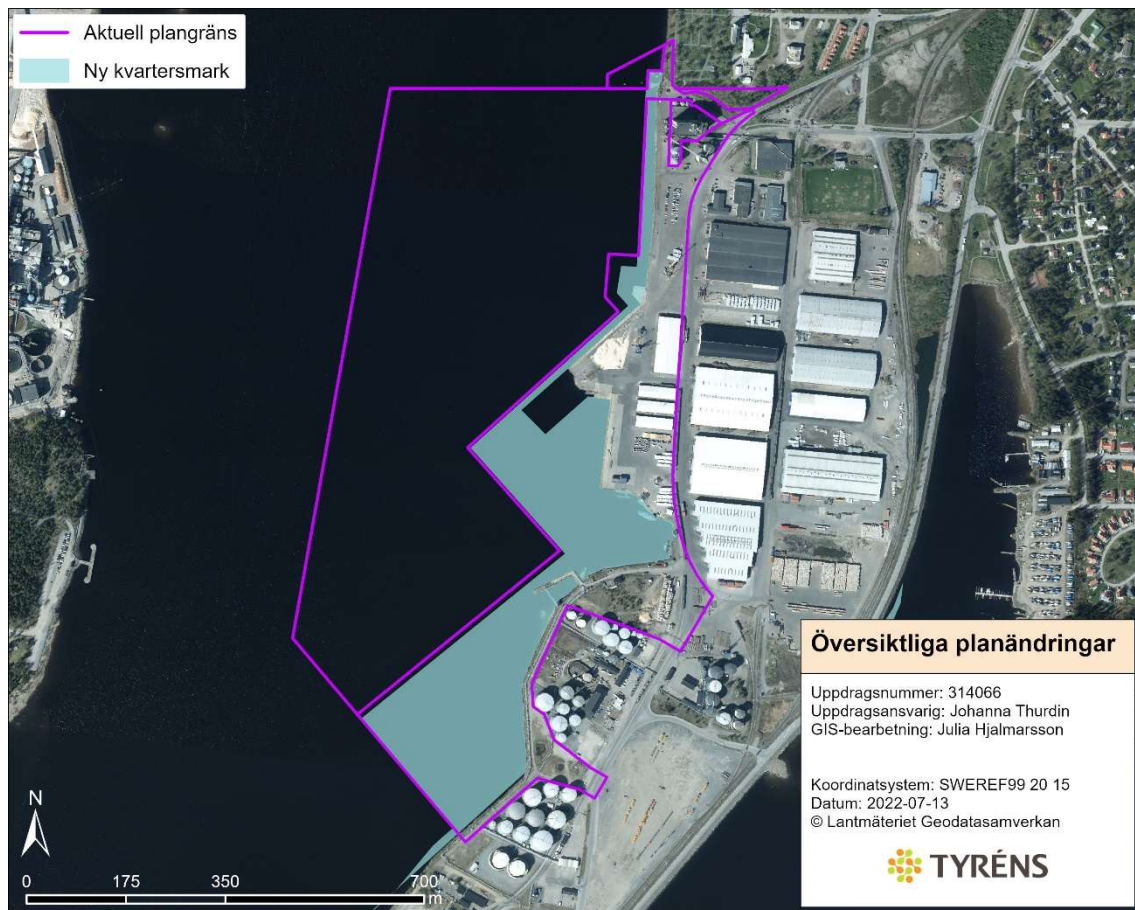 Aktuell plangräns
Ny kvartersmark
Översiktliga planändringar
Uppdragsnummer: 314066
Uppdragsansvarig: Johanna Thurdin
GIS-bearbetning: Julia Hjalmarsson
Koordinatsystem: SWEREF99 20 15
Datum: 2022-07-13
© Lantmäteriet Geodatasamverkan
TYRÉNS
N
0 175 350 700
m